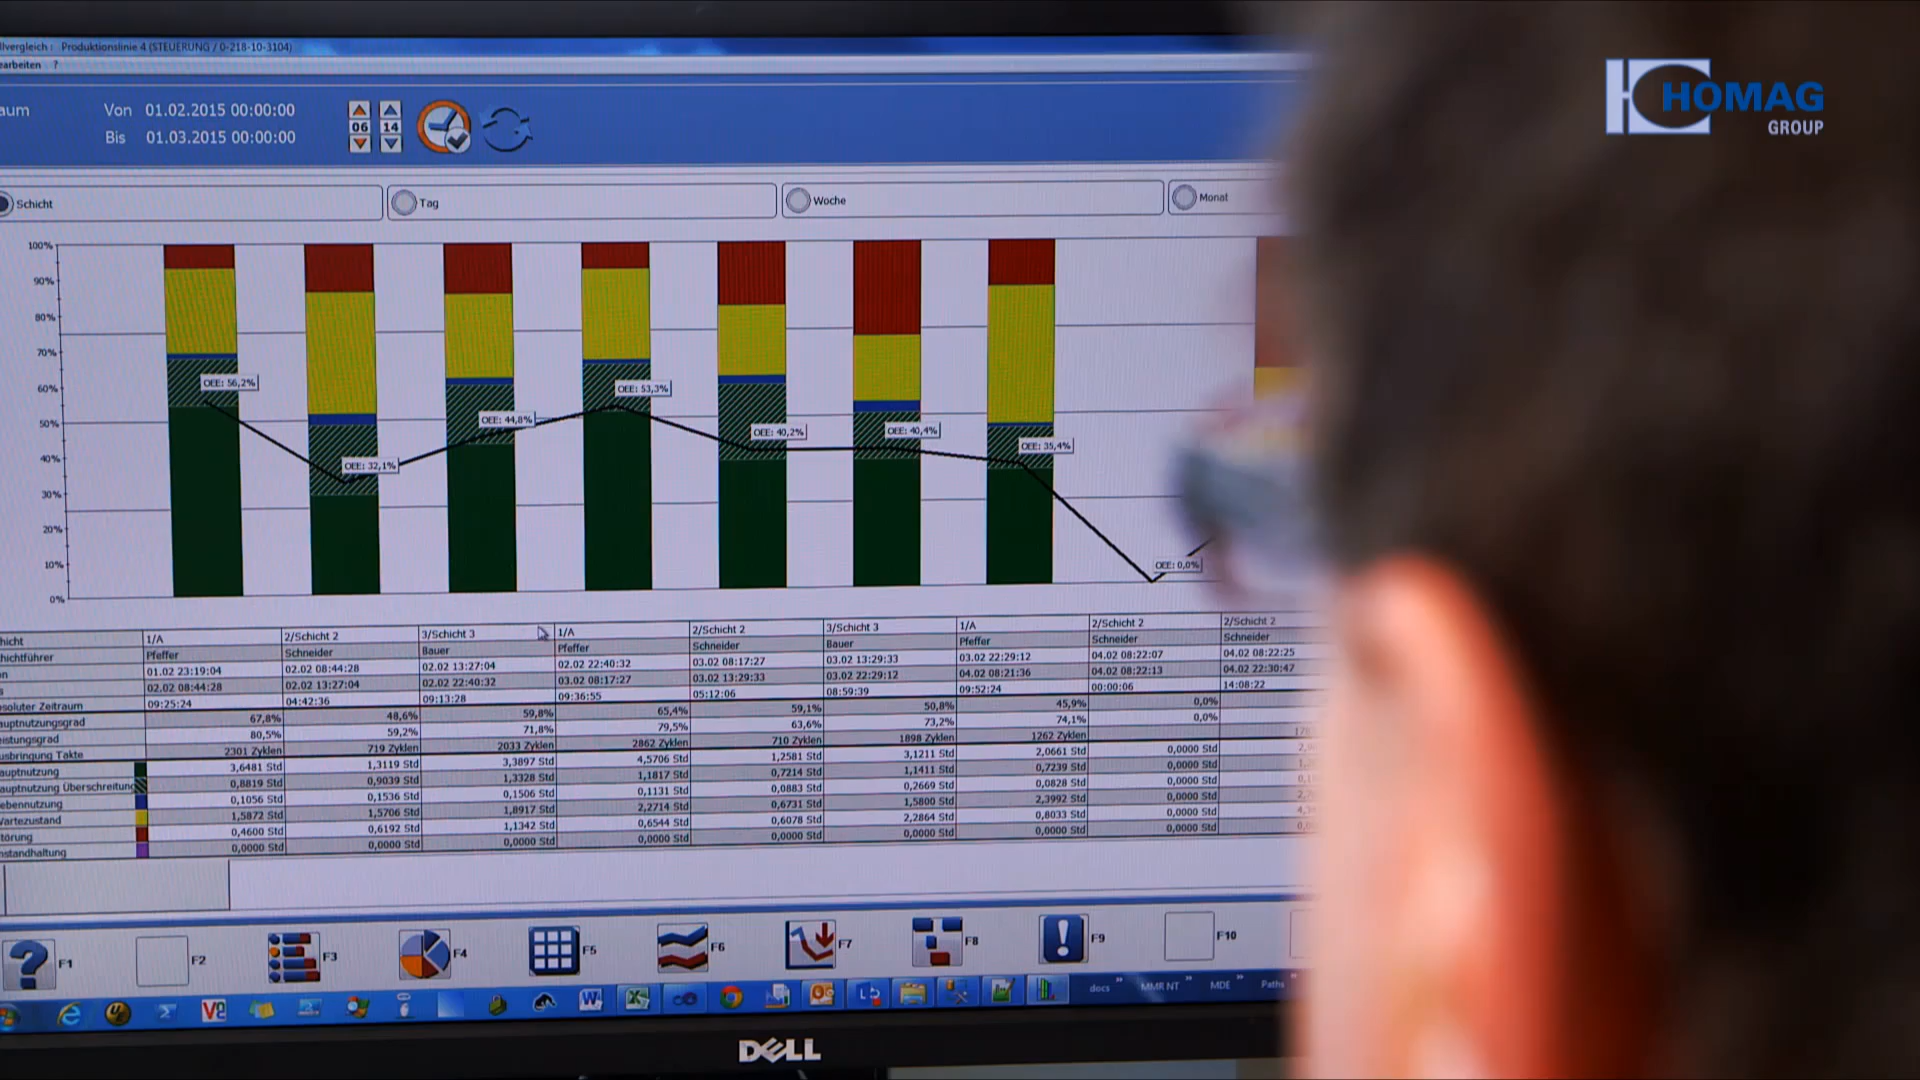 llvergleich : Produktionslinie 4 (STEUERUNG / 0-218-10-3104)
earbeiten ?
HOMAG
GROUP
aum Von 01.02.2015 00:00:00
Bis 01.03.2015 00:00:00
06 14
Schicht Tag Woche Monat
100%
90%
80%
70%
60%
50%
40%
30%
20%
10%
0%
OEE: 56,2%
OEE: 32,1%
OEE: 44,8%
OEE: 53,3%
OEE: 40,2%
OEE: 40,4%
OEE: 35,4%
OEE: 0,0%
hicht 1/A 2/Schicht 2 3/Schicht 3 1/A 2/Schicht 2 3/Schicht 3 1/A 2/Schicht 2 2/Schicht 2
hichtführer Pfeffer Schneider Bauer Pfeffer Schneider Bauer Pfeffer Schneider Schneider
on 01.02 23:19:04 02.02 08:44:28 02.02 13:27:04 02.02 22:40:32 03.02 08:17:27 03.02 13:29:33 03.02 22:29:12 04.02 08:22:07 04.02 08:22:25
s 02.02 08:44:28 02.02 13:27:04 02.02 22:40:32 03.02 08:17:27 03.02 13:29:33 03.02 22:29:12 04.02 08:21:36 04.02 08:22:13 04.02 22:30:47
soluter Zeitraum 09:25:24 04:42:36 09:13:28 09:36:55 05:12:06 08:59:39 09:52:24 00:00:06 14:08:22
auptnutzungsgrad 67,8% 48,6% 59,8% 65,4% 59,1% 50,8% 45,9% 0,0%
eistungsgrad 80,5% 59,2% 71,8% 79,5% 63,6% 73,2% 74,1% 0,0%
usbringung Takte 2301 Zyklen 719 Zyklen 2033 Zyklen 2862 Zyklen 710 Zyklen 1898 Zyklen 1262 Zyklen
auptnutzung 3,6481 Std 1,3119 Std 3,3897 Std 4,5706 Std 1,2581 Std 3,1211 Std 2,0661 Std 0,0000 Std
auptnutzung Überschreitung 0,8819 Std 0,9039 Std 1,3328 Std 1,1817 Std 0,7214 Std 1,1411 Std 0,7239 Std 0,0000 Std
ebennutzung 0,1056 Std 0,1536 Std 0,1506 Std 0,1131 Std 0,0883 Std 0,2669 Std 0,0828 Std 0,0000 Std
Wartezustand 1,5872 Std 1,5706 Std 1,8917 Std 2,2714 Std 0,6731 Std 1,5800 Std 2,3992 Std 0,0000 Std
törung 0,4600 Std 0,6192 Std 1,1342 Std 0,6544 Std 0,6078 Std 2,2864 Std 0,8033 Std 0,0000 Std
nstandhaltung 0,0000 Std 0,0000 Std 0,0000 Std 0,0000 Std 0,0000 Std 0,0000 Std 0,0000 Std 0,0000 Std
F1 F2 F3 F4 F5 F6 F7 F8 F9 F10
docs MMR NT MDE Paths
DELL